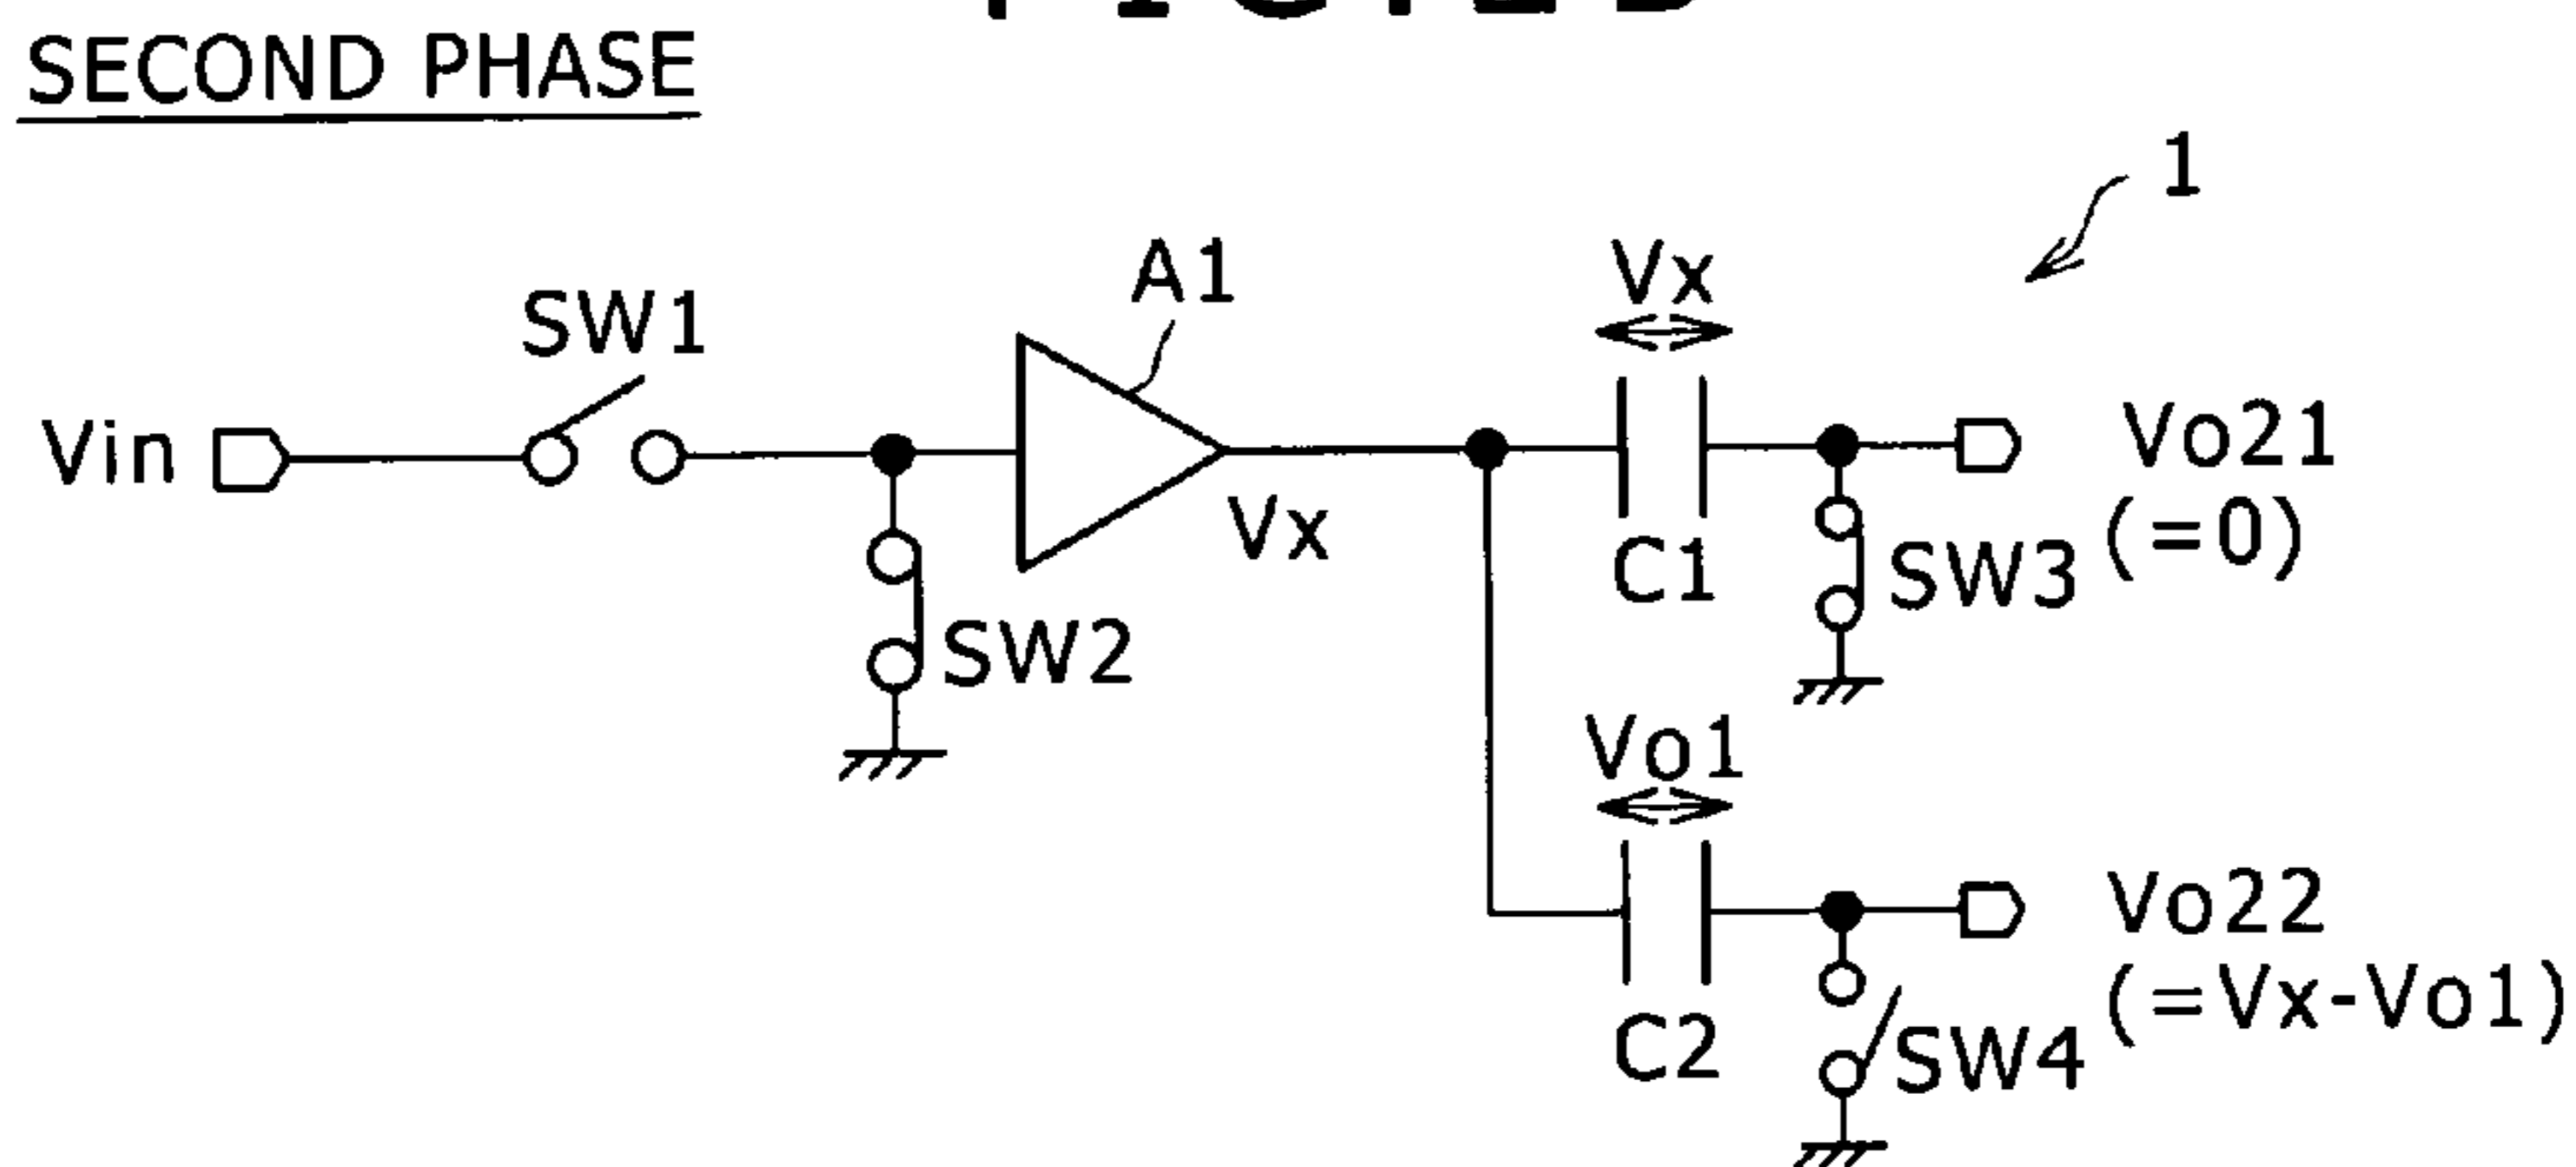 SECOND PHASE
1
A1
Vx
SW1
Vin
Vo21
(=0)
Vx
C1
SW3
SW2
Vo1
Vo22
(=Vx-Vo1)
C2
SW4